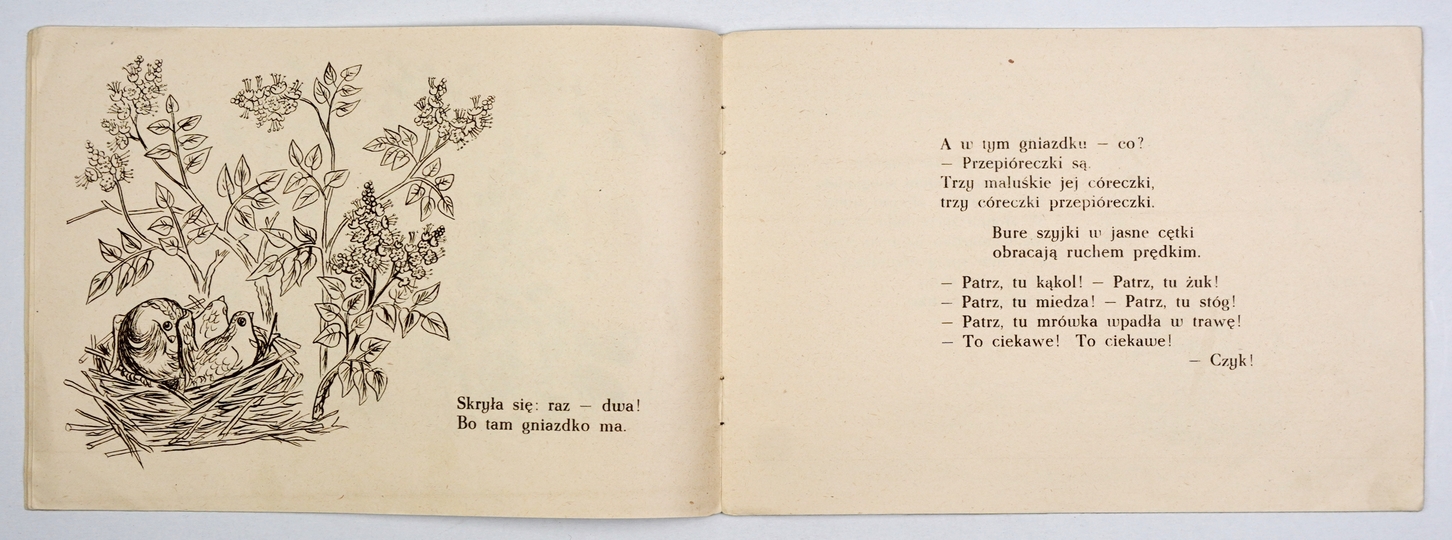 Skryła się: raz — dwa!
Bo tam gniazdko ma.
A w tym gniazdku — co?
— Przepióreczki są.
Trzy maluśkie jej córeczki,
trzy córeczki przepióreczki.
Bure szyjki w jasne cętki
obracają ruchem prędkim.
— Patrz, tu kąkol! — Patrz, tu żuk!
— Patrz, tu miedza! — Patrz, tu stóg!
— Patrz, tu mrówka wpadła w trawę!
— To ciekawe! To ciekawe!
— Czyk!